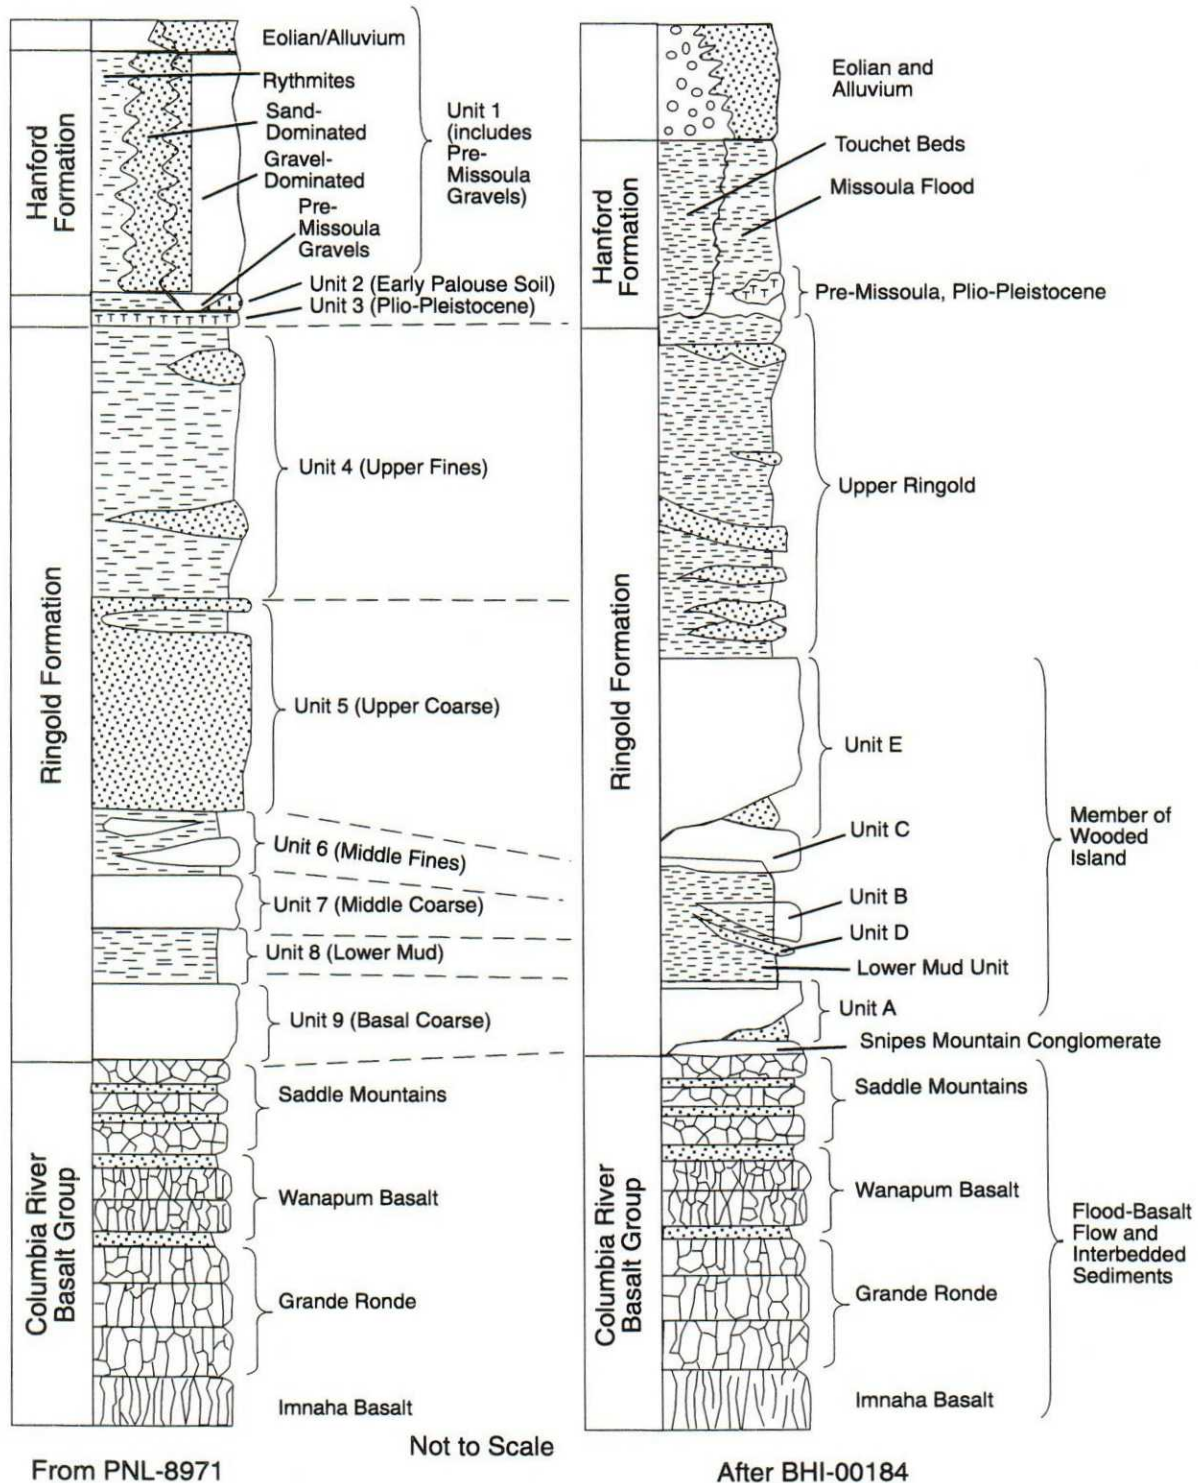 Hanford
Formation
Ringold Formation
Columbia River
Basalt Group
Eolian/Alluvium
Rythmites
Sand-
Dominated
Gravel-
Dominated
Pre-
Missoula
Gravels
Unit 1
(includes
Pre-
Missoula
Gravels)
Unit 2 (Early Palouse Soil)
Unit 3 (Plio-Pleistocene)
T T T T T T T T T
Unit 4 (Upper Fines)
Unit 5 (Upper Coarse)
Unit 6 (Middle Fines)
Unit 7 (Middle Coarse)
Unit 8 (Lower Mud)
Unit 9 (Basal Coarse)
Saddle Mountains
Wanapum Basalt
Grande Ronde
Imnaha Basalt
From PNL-8971
Not to Scale
Hanford
Formation
Ringold Formation
Columbia River
Basalt Group
Eolian and
Alluvium
Touchet Beds
Missoula Flood
T T T
Pre-Missoula, Plio-Pleistocene
Upper Ringold
Unit E
Unit C
Unit B
Unit D
Lower Mud Unit
Unit A
Snipes Mountain Conglomerate
Member of
Wooded
Island
Saddle Mountains
Wanapum Basalt
Grande Ronde
Imnaha Basalt
Flood-Basalt
Flow and
Interbedded
Sediments
After BHI-00184